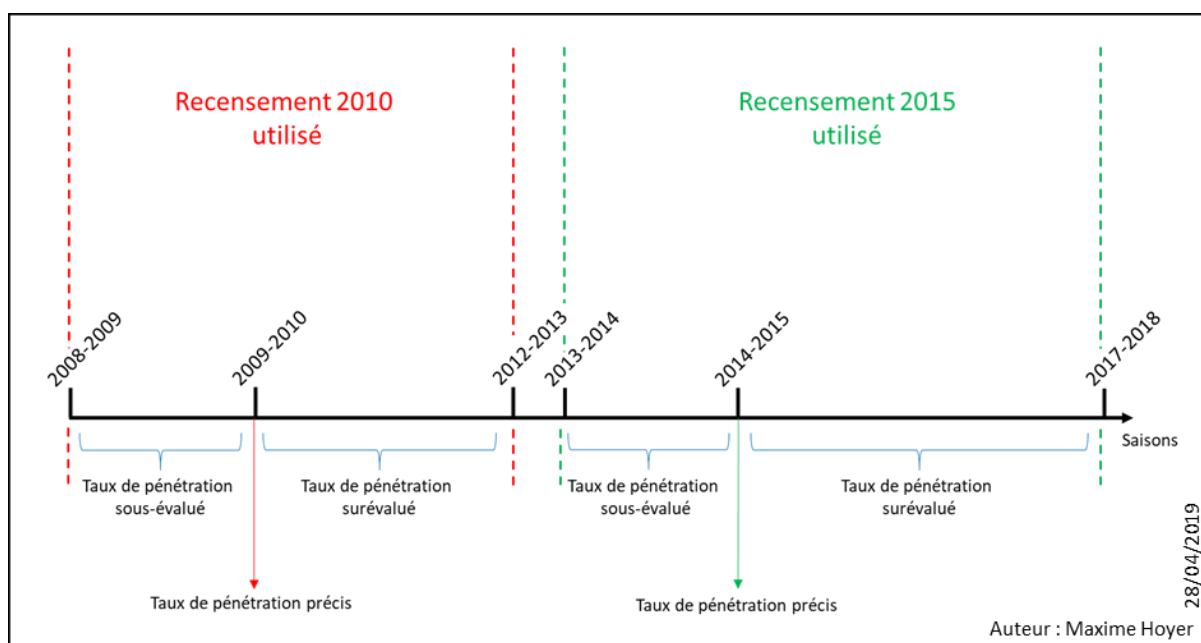 Recensement 2010
utilisé
Recensement 2015
utilisé
2008-2009
2009-2010
2012-2013
2013-2014
2014-2015
2017-2018
Saisons
Taux de pénétration
sous-évalué
Taux de pénétration
surévalué
Taux de pénétration
sous-évalué
Taux de pénétration
surévalué
Taux de pénétration précis
Taux de pénétration précis
28/04/2019
Auteur : Maxime Hoyer